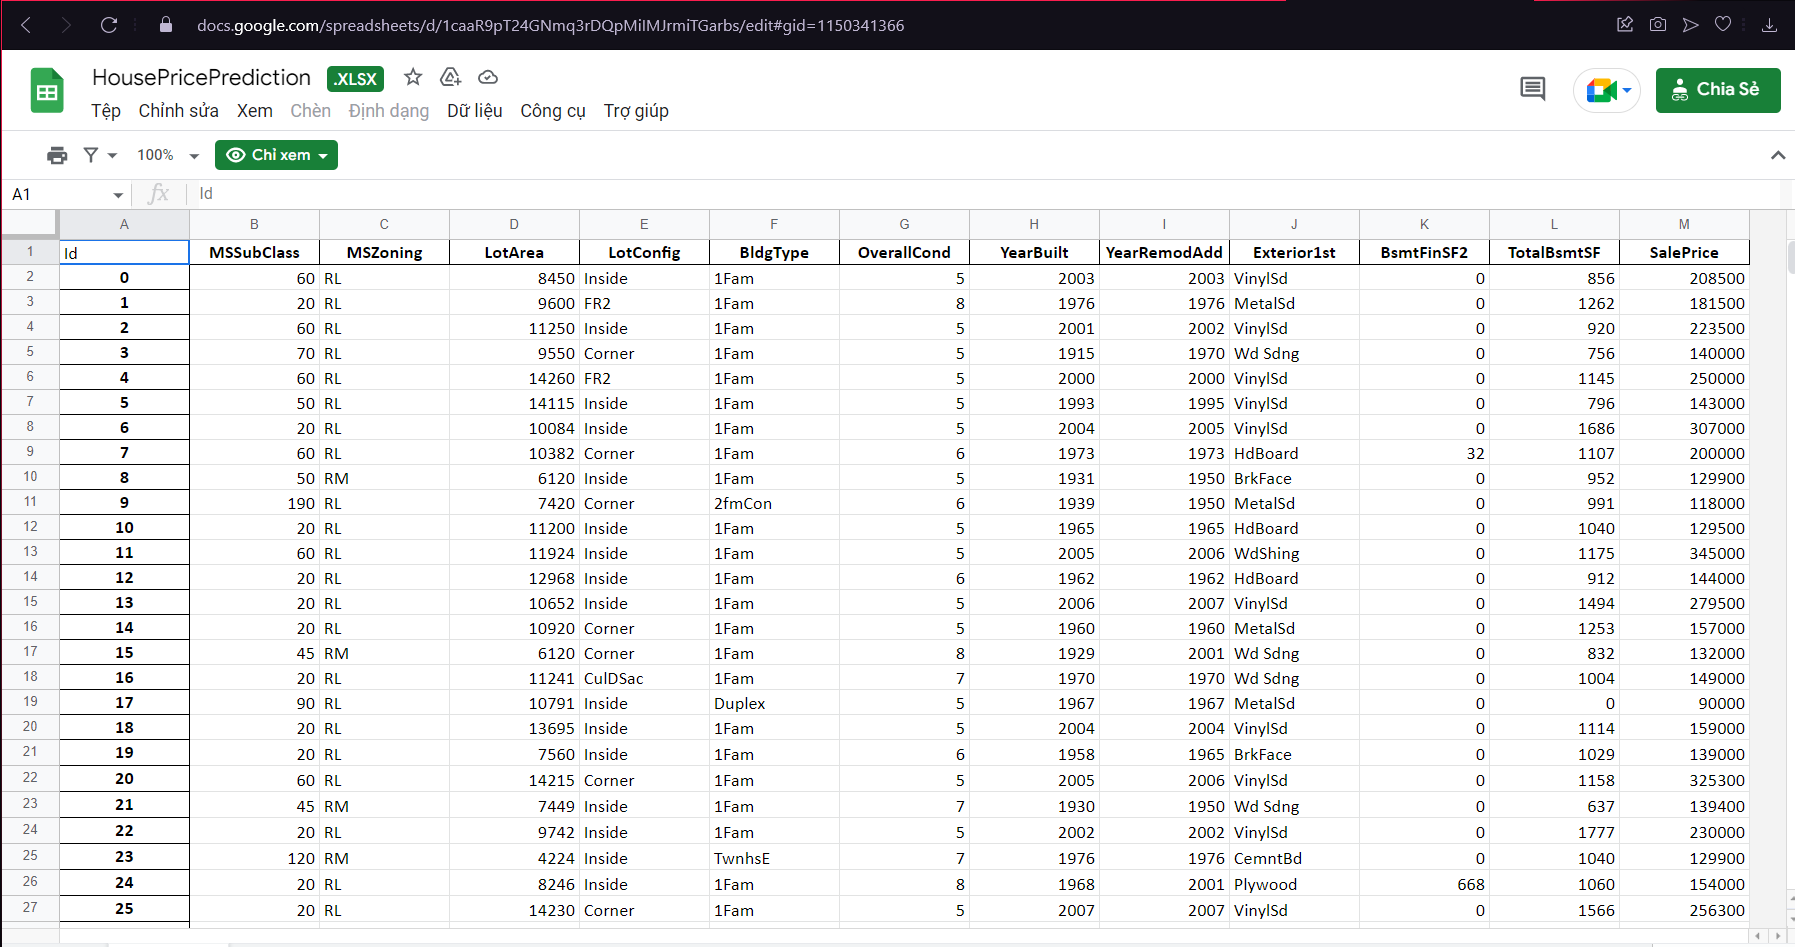 docs.google.com/spreadsheets/d/1caaR9pT24GNmq3rDQpMiIMJrmiTGarbs/edit#gid=1150341366
HousePricePrediction .XLSX
Tệp Chỉnh sửa Xem Chèn Định dạng Dữ liệu Công cụ Trợ giúp
Chia Sẻ
100% Chỉ xem
A1 fx Id
A B C D E F G H I J K L M
1 Id MSSubClass MSZoning LotArea LotConfig BldgType OverallCond YearBuilt YearRemodAdd Exterior1st BsmtFinSF2 TotalBsmtSF SalePrice
2 0 60 RL 8450 Inside 1Fam 5 2003 2003 VinylSd 0 856 208500
3 1 20 RL 9600 FR2 1Fam 8 1976 1976 MetalSd 0 1262 181500
4 2 60 RL 11250 Inside 1Fam 5 2001 2002 VinylSd 0 920 223500
5 3 70 RL 9550 Corner 1Fam 5 1915 1970 Wd Sdng 0 756 140000
6 4 60 RL 14260 FR2 1Fam 5 2000 2000 VinylSd 0 1145 250000
7 5 50 RL 14115 Inside 1Fam 5 1993 1995 VinylSd 0 796 143000
8 6 20 RL 10084 Inside 1Fam 5 2004 2005 VinylSd 0 1686 307000
9 7 60 RL 10382 Corner 1Fam 6 1973 1973 HdBoard 32 1107 200000
10 8 50 RM 6120 Inside 1Fam 5 1931 1950 BrkFace 0 952 129900
11 9 190 RL 7420 Corner 2fmCon 6 1939 1950 MetalSd 0 991 118000
12 10 20 RL 11200 Inside 1Fam 5 1965 1965 HdBoard 0 1040 129500
13 11 60 RL 11924 Inside 1Fam 5 2005 2006 WdShing 0 1175 345000
14 12 20 RL 12968 Inside 1Fam 6 1962 1962 HdBoard 0 912 144000
15 13 20 RL 10652 Inside 1Fam 5 2006 2007 VinylSd 0 1494 279500
16 14 20 RL 10920 Corner 1Fam 5 1960 1960 MetalSd 0 1253 157000
17 15 45 RM 6120 Corner 1Fam 8 1929 2001 Wd Sdng 0 832 132000
18 16 20 RL 11241 CulDSac 1Fam 7 1970 1970 Wd Sdng 0 1004 149000
19 17 90 RL 10791 Inside Duplex 5 1967 1967 MetalSd 0 0 90000
20 18 20 RL 13695 Inside 1Fam 5 2004 2004 VinylSd 0 1114 159000
21 19 20 RL 7560 Inside 1Fam 6 1958 1965 BrkFace 0 1029 139000
22 20 60 RL 14215 Corner 1Fam 5 2005 2006 VinylSd 0 1158 325300
23 21 45 RM 7449 Inside 1Fam 7 1930 1950 Wd Sdng 0 637 139400
24 22 20 RL 9742 Inside 1Fam 5 2002 2002 VinylSd 0 1777 230000
25 23 120 RM 4224 Inside TwnhsE 7 1976 1976 CemntBd 0 1040 129900
26 24 20 RL 8246 Inside 1Fam 8 1968 2001 Plywood 668 1060 154000
27 25 20 RL 14230 Corner 1Fam 5 2007 2007 VinylSd 0 1566 256300